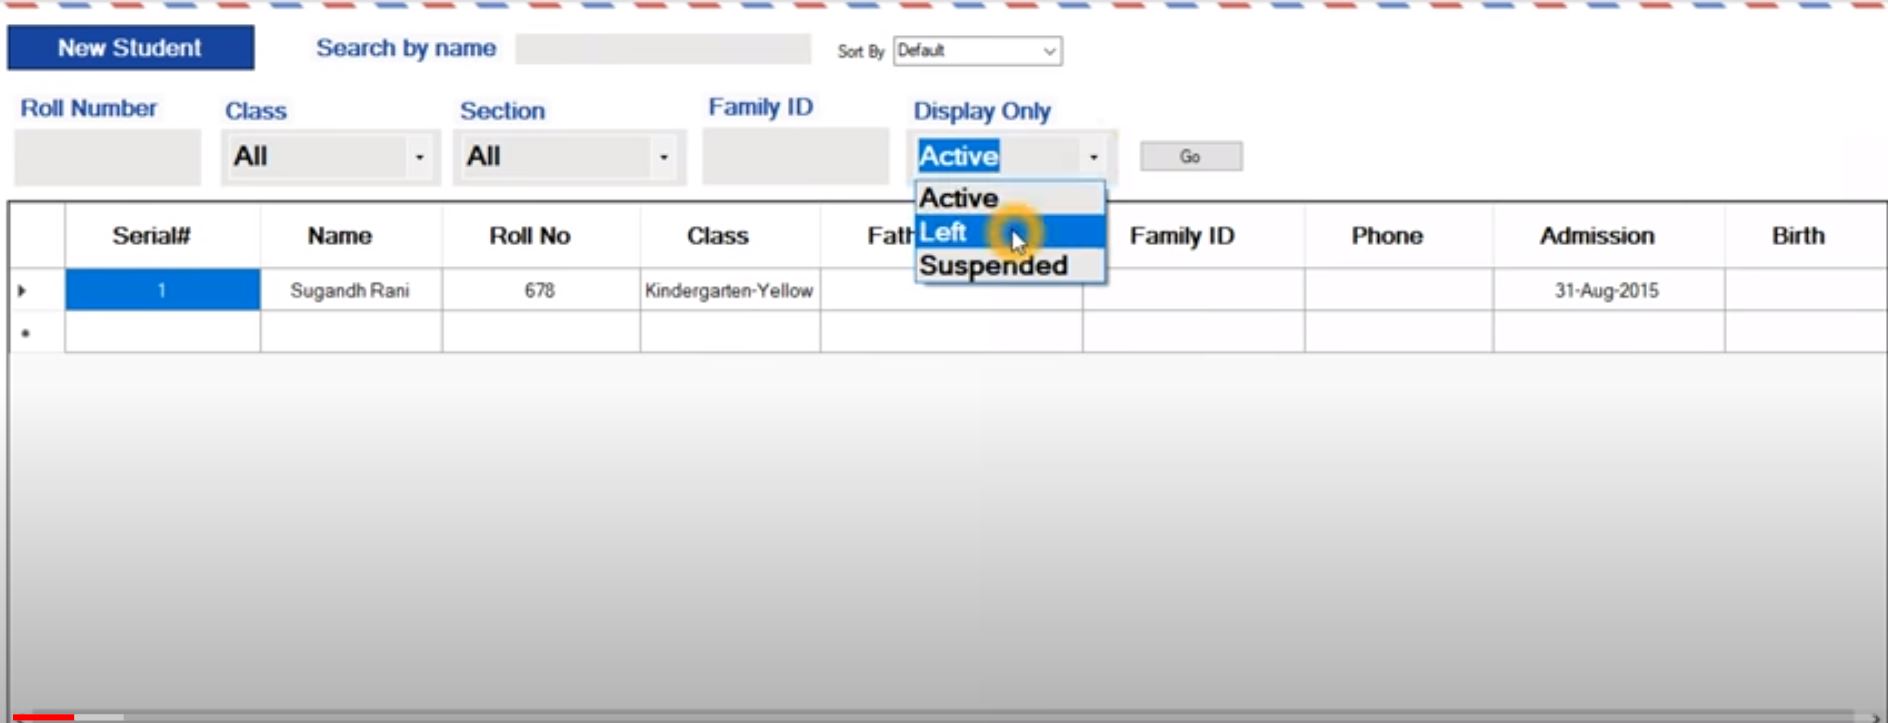 New Student Search by name Sort By Default
Roll Number Class Section Family ID Display Only
All All Active Go
Active
Left
Suspended
Serial# Name Roll No Class Fath Family ID Phone Admission Birth
1 Sugandh Rani 678 Kindergarten-Yellow 31-Aug-2015